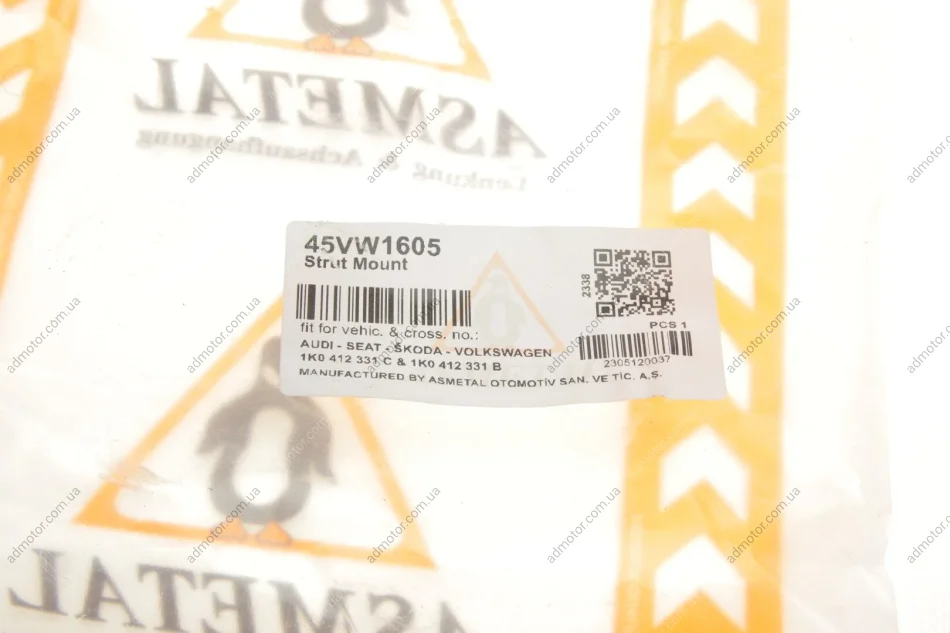 ASMETAL
Lenkung & Achsaufhängung
45VW1605
Strut Mount
2338
PCS 1
fit for vehic. & cross. no.:
AUDI - SEAT - SKODA - VOLKSWAGEN
1K0 412 331 C & 1K0 412 331 B
2305120037
MANUFACTURED BY ASMETAL OTOMOTİV SAN. VE TİC. A.Ş.
ASMETAL
admotor.com.ua